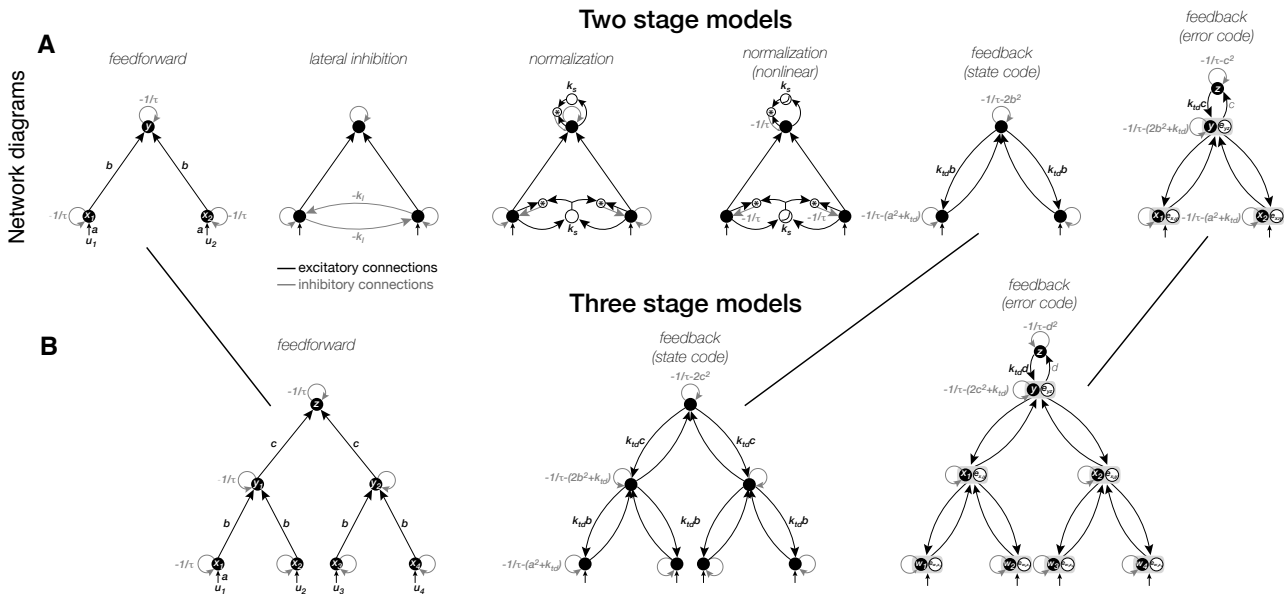 Two stage models
A
Network diagrams
feedforward
-1/τ
y
b
b
-1/τ
x1
a
u1
x2
-1/τ
a
u2
lateral inhibition
-kl
-kl
normalization
ks
*
*
*
ks
normalization
(nonlinear)
ks
*
-1/τ
*
*
-1/τ
-1/τ
ks
feedback
(state code)
-1/τ-2b²
ktdb
ktdb
-1/τ-(a²+ktd)
feedback
(error code)
-1/τ-c²
z
ktdc
c
-1/τ-(2b²+ktd)
y
eyz
x1
-1/τ-(a²+ktd)
x2
excitatory connections
inhibitory connections
Three stage models
B
feedforward
-1/τ
z
c
c
-1/τ
y1
y2
b
b
b
b
-1/τ
x1
a
x2
x3
x4
u1
u2
u3
u4
feedback
(state code)
-1/τ-2c²
ktdc
ktdc
-1/τ-(2b²+ktd)
ktdb
ktdb
ktdb
-1/τ-(a²+ktd)
feedback
(error code)
-1/τ-d²
z
ktdd
d
-1/τ-(2c²+ktd)
y
eyz
x1
x2
w1
w2
w4